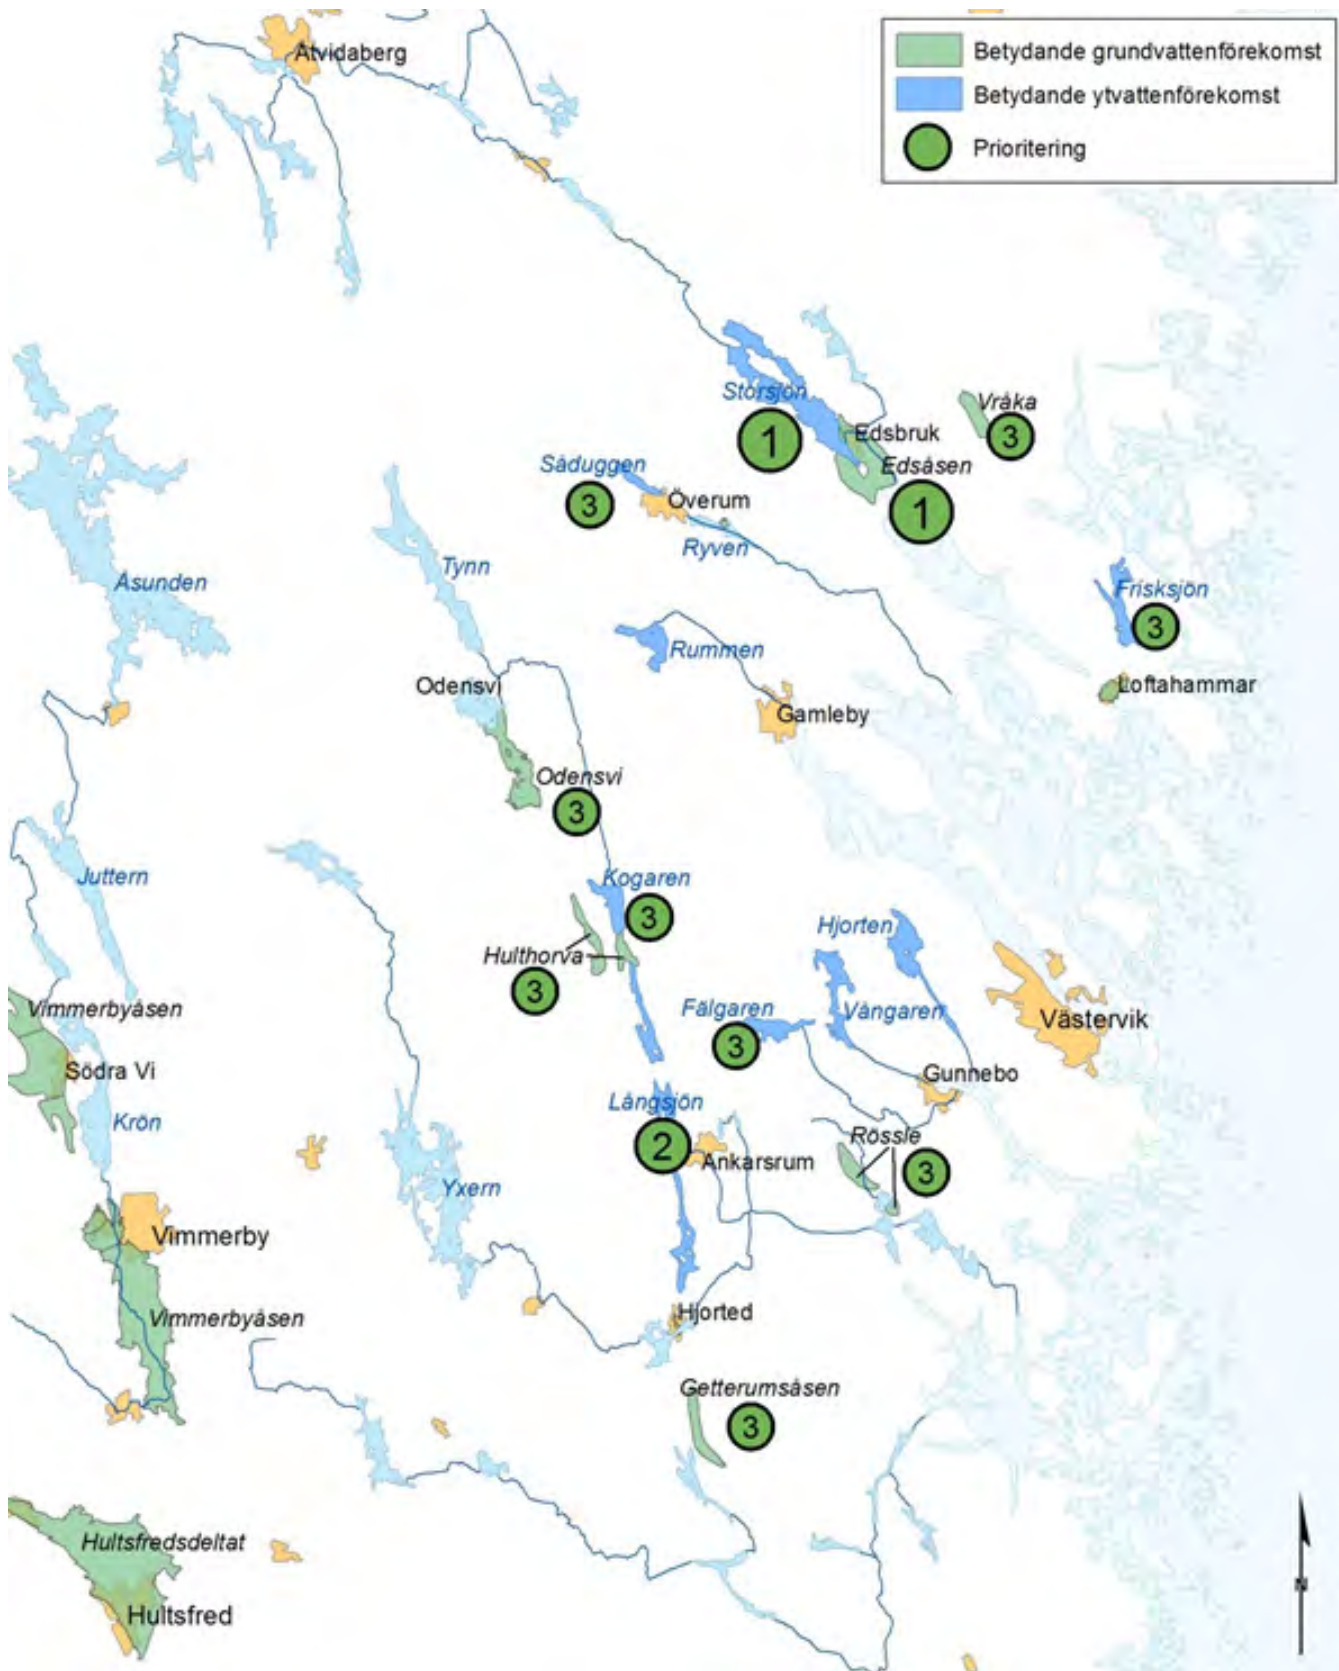 Betydande grundvattenförekomst
Betydande ytvattenförekomst
Prioritering
Åtvidaberg
Storsjön
1
Vråka
3
Edsbruk
Edsåsen
1
Såduggen
3
Överum
Ryven
Tynn
Åsunden
Frisksjön
3
Rummen
Loftahammar
Odensvi
Gamleby
Odensvi
3
Juttern
Kogaren
3
Hjorten
Hulthorva
3
Vimmerbyåsen
Fälgaren
3
Vångaren
Västervik
Södra Vi
Gunnebo
Långsjön
2
Krön
Rössle
3
Ankarsrum
Yxern
Vimmerby
Hjorted
Vimmerbyåsen
Getterumsåsen
3
Hultsfredsdeltat
Hultsfred
N